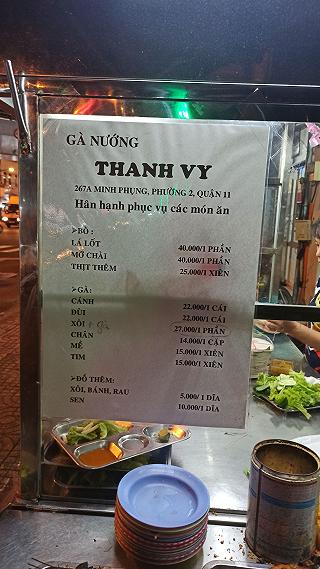 GÀ NƯỚNG
THANH VY
267A MINH PHỤNG, PHƯỜNG 2, QUẬN 11
Hân hạnh phục vụ các món ăn
➢BÒ :
LÁ LỐT 40.000/1 PHẦN
MỠ CHÀI 40.000/1 PHẦN
THỊT THÊM 25.000/1 XIÊN
➢GÀ:
CÁNH 22.000/1 CÁI
ĐÙI 22.000/1 CÁI
XÔI + gà 27.000/1 PHẦN
CHÂN 14.000/1 CẶP
MỀ 15.000/1 XIÊN
TIM 15.000/1 XIÊN
➢ĐỒ THÊM:
XÔI, BÁNH, RAU 5.000/ 1 DĨA
SEN 10.000/1 DĨA